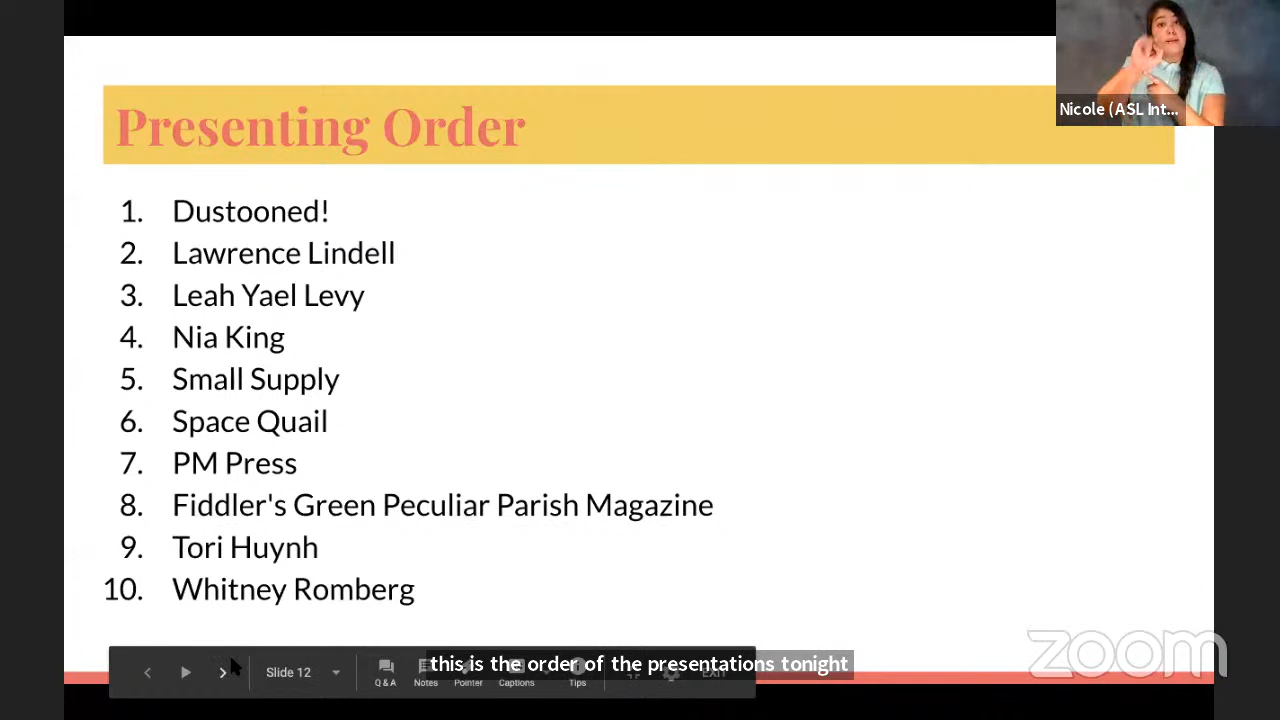 Presenting Order
Nicole (ASL Int...
1. Dustooned!
2. Lawrence Lindell
3. Leah Yael Levy
4. Nia King
5. Small Supply
6. Space Quail
7. PM Press
8. Fiddler's Green Peculiar Parish Magazine
9. Tori Huynh
10. Whitney Romberg
zoom
this is the order of the presentations tonight
Slide 12
Q & A Notes Pointer Captions Tips EXIT